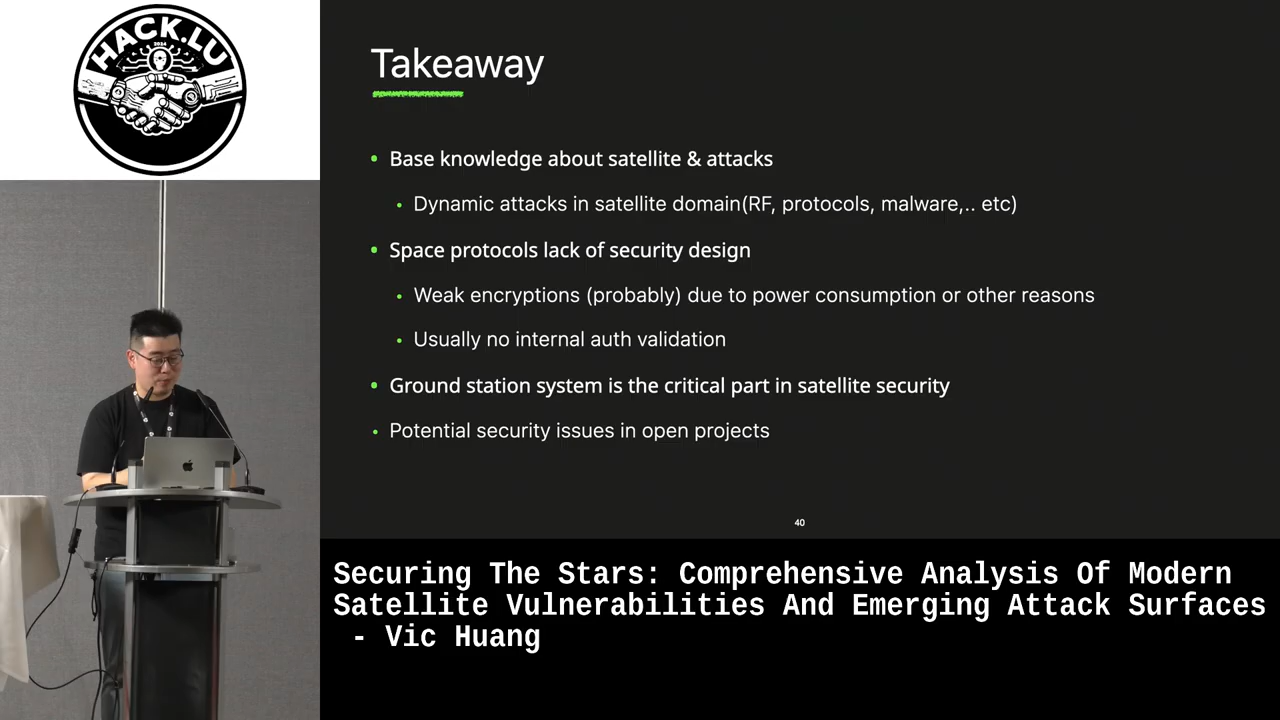 HACK.LU
2024
Takeaway
• Base knowledge about satellite & attacks
• Dynamic attacks in satellite domain(RF, protocols, malware,.. etc)
• Space protocols lack of security design
• Weak encryptions (probably) due to power consumption or other reasons
• Usually no internal auth validation
• Ground station system is the critical part in satellite security
• Potential security issues in open projects
40
Securing The Stars: Comprehensive Analysis Of Modern
Satellite Vulnerabilities And Emerging Attack Surfaces
- Vic Huang